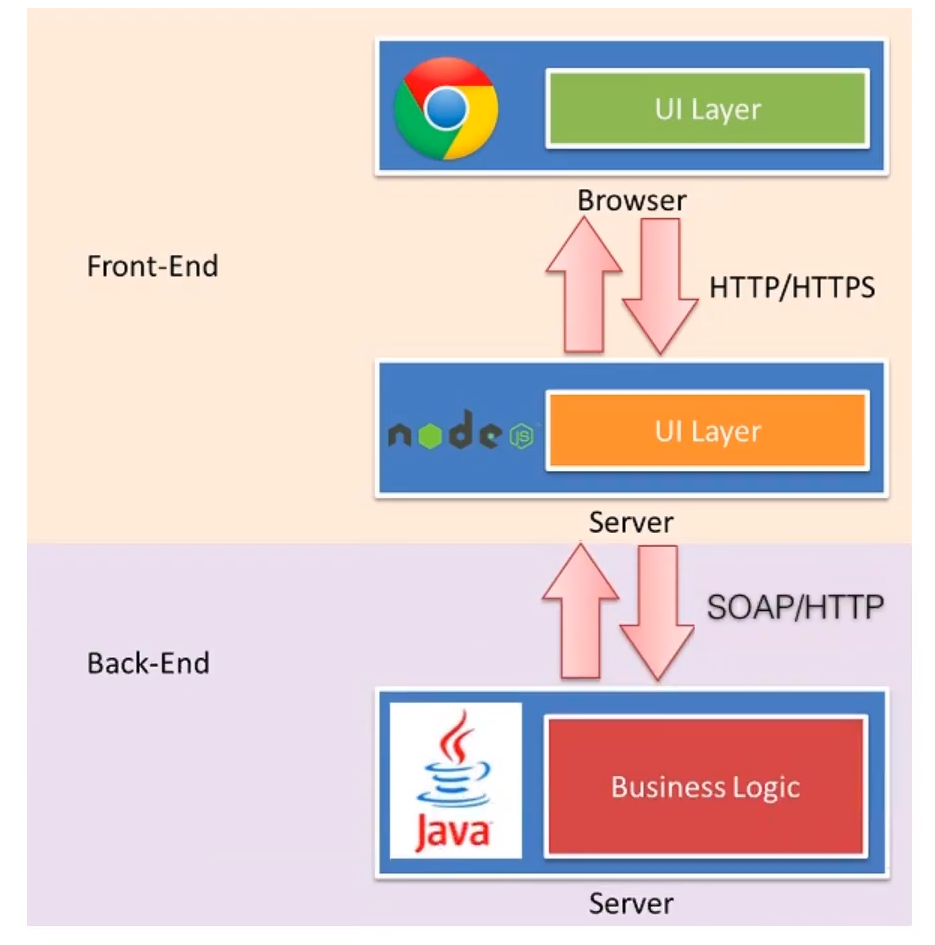 UI Layer
Browser
Front-End
HTTP/HTTPS
node JS
UI Layer
Server
SOAP/HTTP
Back-End
Java
Business Logic
Server